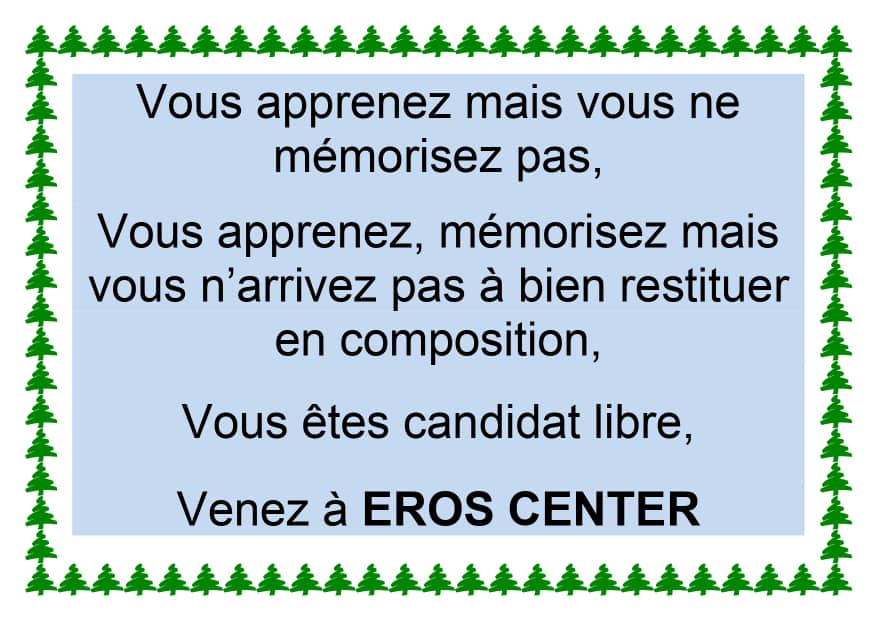 Vous apprenez mais vous ne
mémorisez pas,
Vous apprenez, mémorisez mais
vous n’arrivez pas à bien restituer
en composition,
Vous êtes candidat libre,
Venez à EROS CENTER